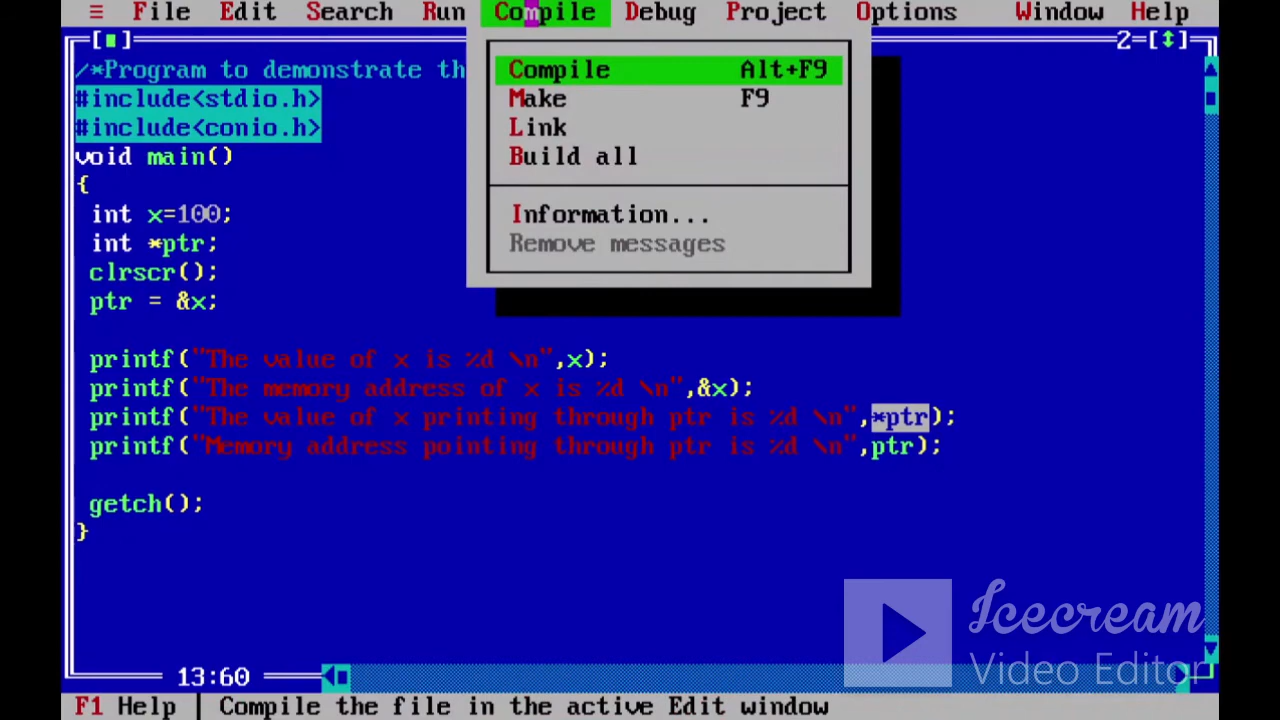 ≡ File Edit Search Run Compile Debug Project Options Window Help
[■] 2=[↕]
/*Program to demonstrate th
#include<stdio.h>
#include<conio.h>
void main()
{
int x=100;
int *ptr;
clrscr();
ptr = &x;
Compile Alt+F9
Make F9
Link
Build all
Information...
Remove messages
printf("The value of x is %d \n",x);
printf("The memory address of x is %d \n",&x);
printf("The value of x printing through ptr is %d \n",*ptr);
printf("Memory address pointing through ptr is %d \n",ptr);
getch();
}
13:60
Icecream
Video Editor
F1 Help | Compile the file in the active Edit window